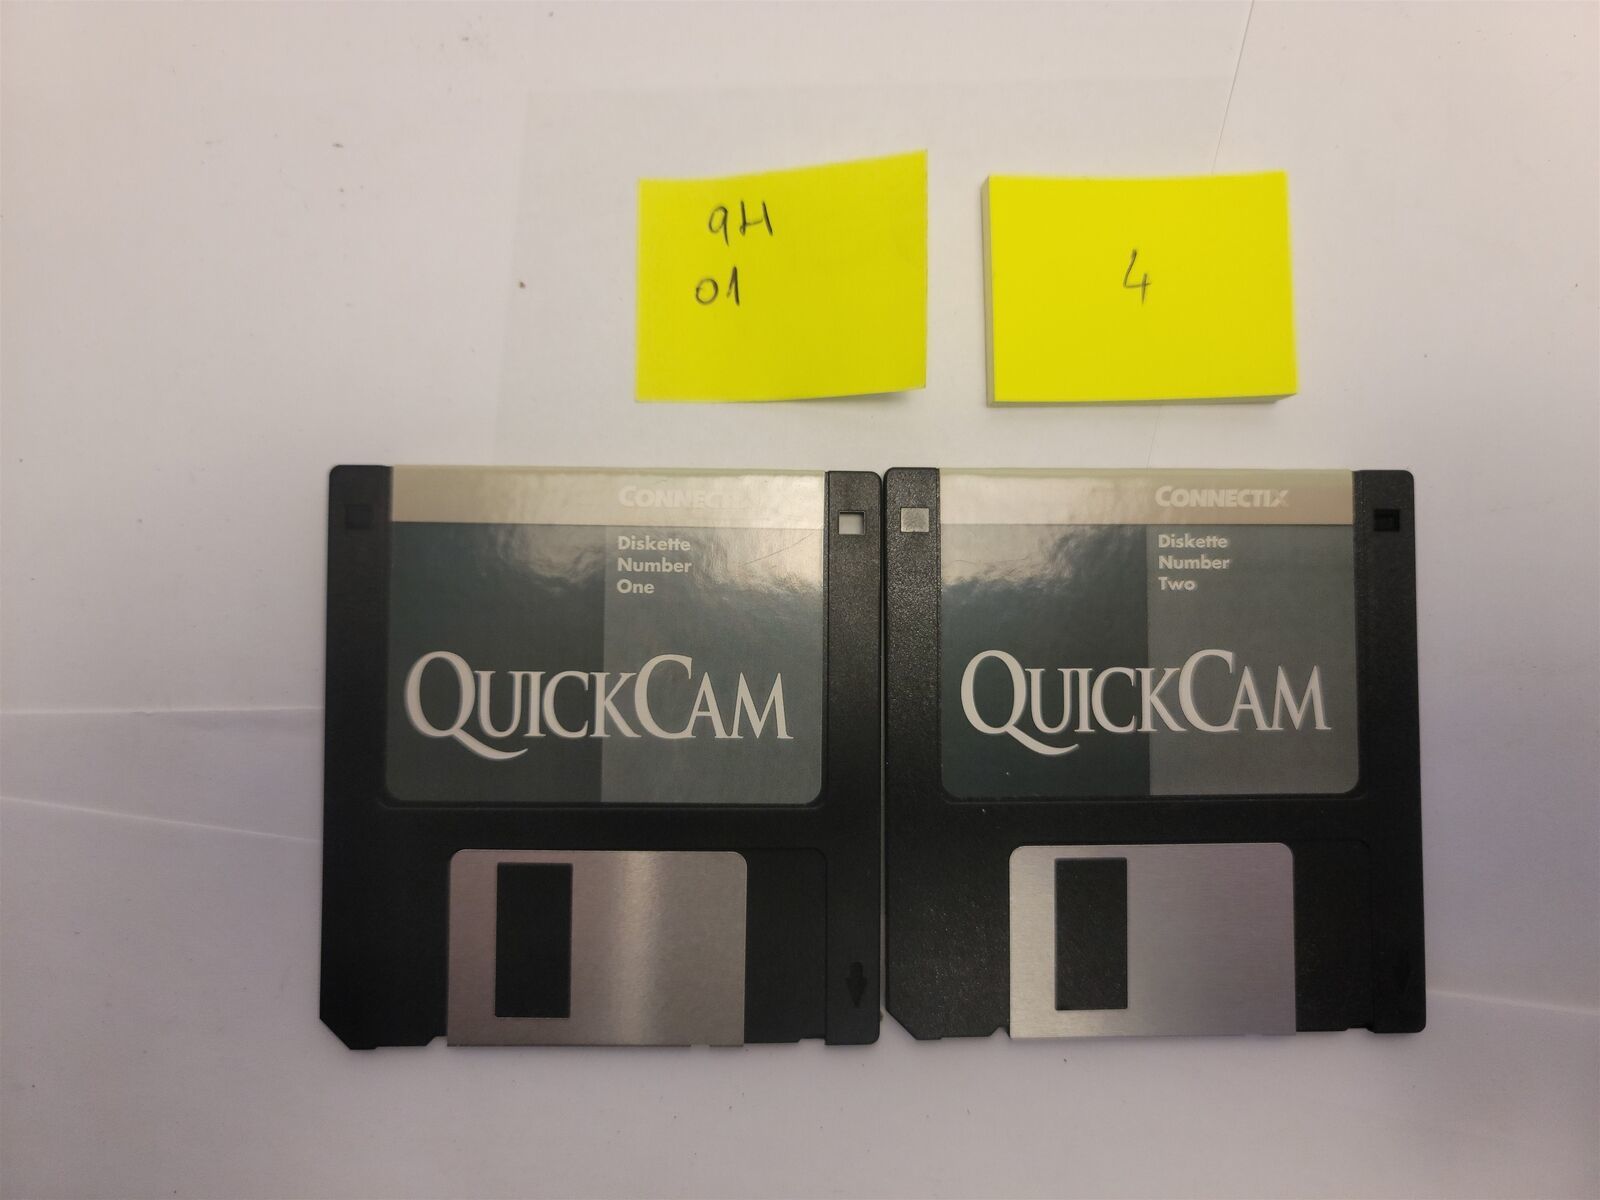 9H
01
4
CONNECTIX
Diskette
Number
One
QUICKCAM
CONNECTIX
Diskette
Number
Two
QUICKCAM